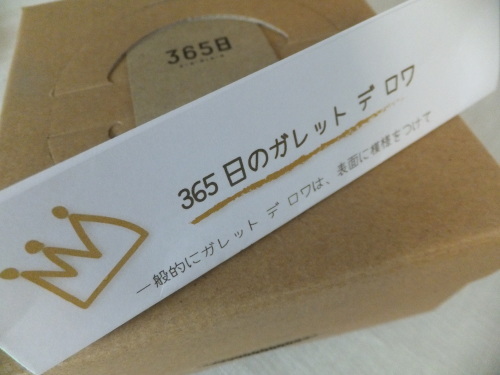 365日
365日のガレット デ ロワ
一般的にガレット デ ロワは、表面に模様をつけて